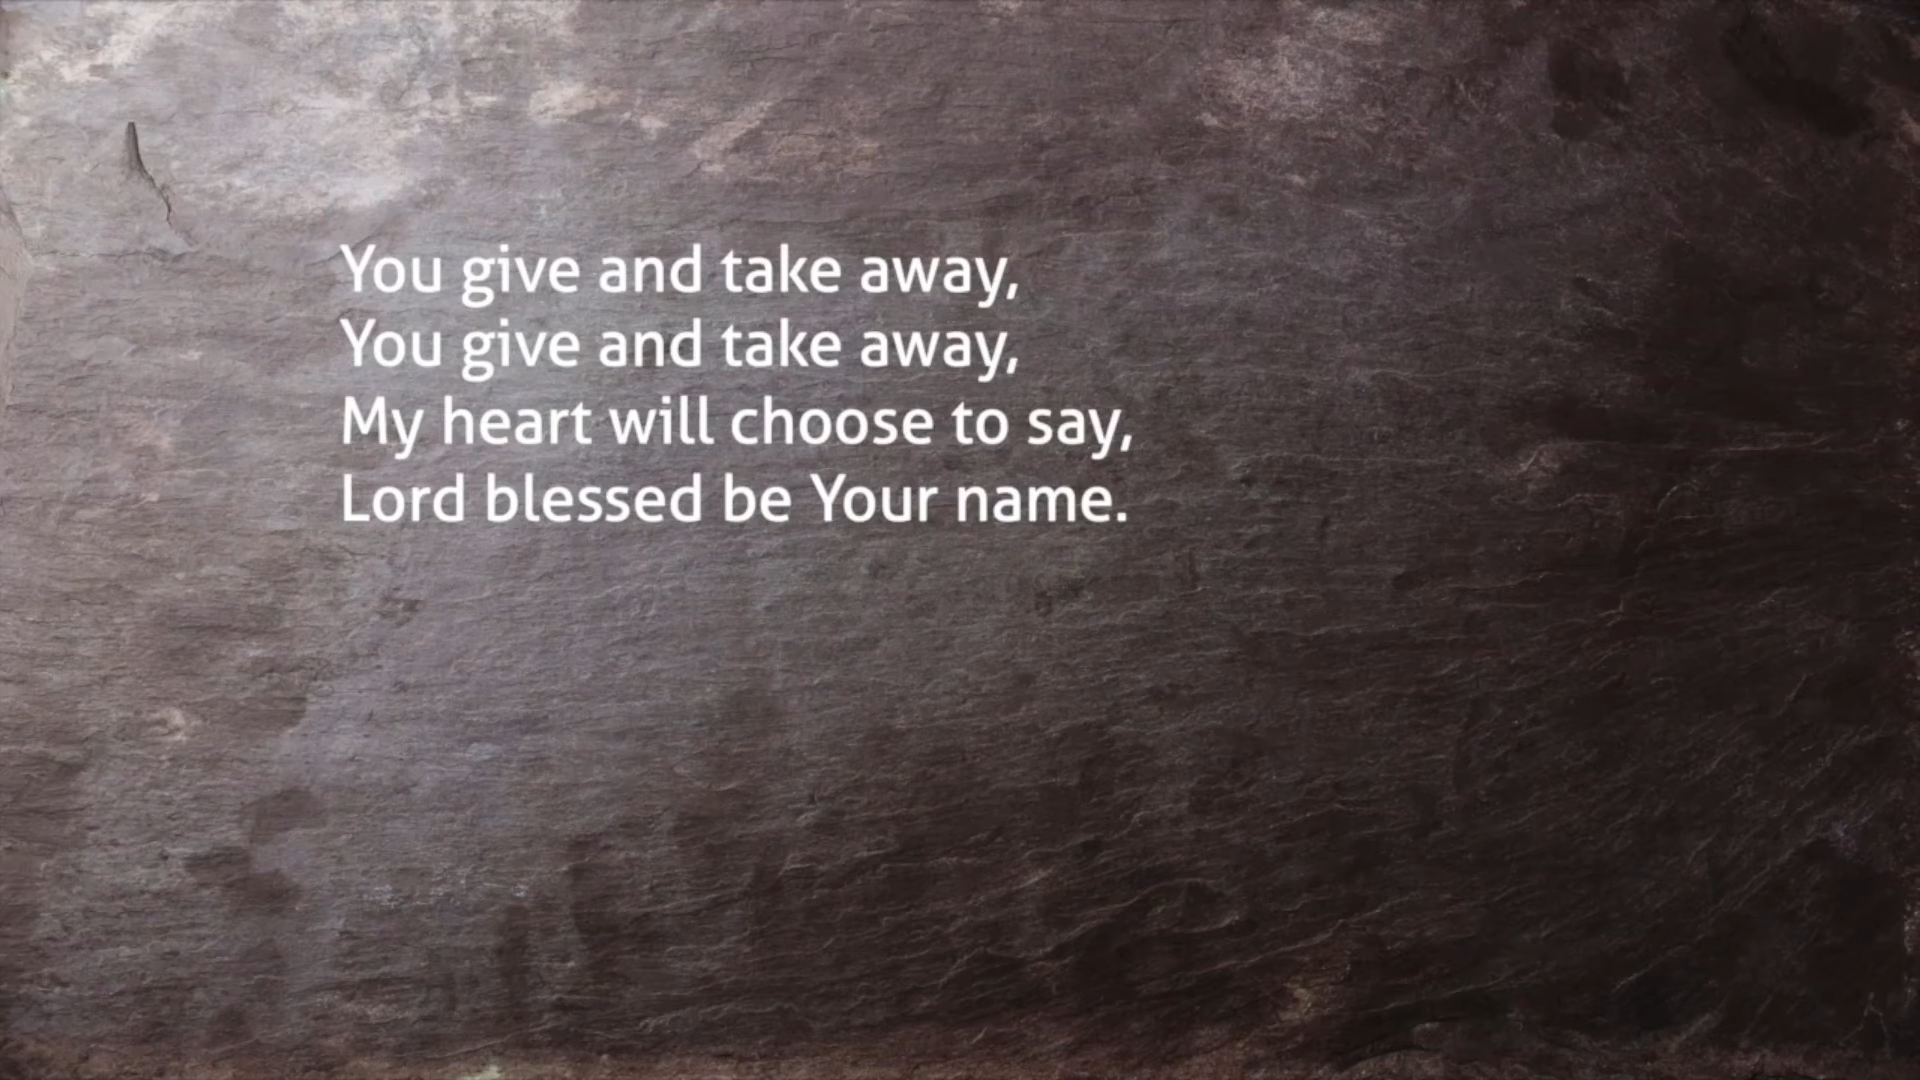 You give and take away,
You give and take away,
My heart will choose to say,
Lord blessed be Your name.